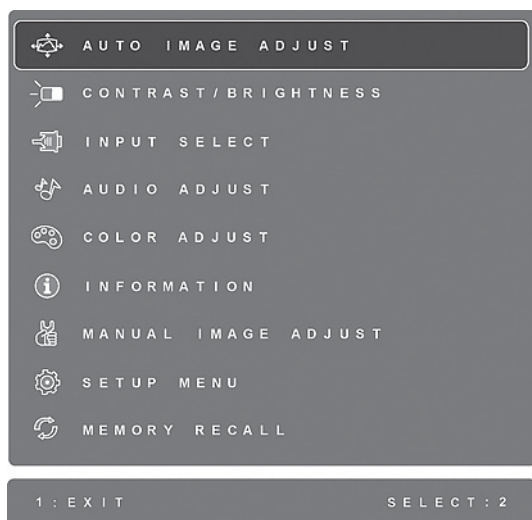 AUTO IMAGE ADJUST
CONTRAST/BRIGHTNESS
INPUT SELECT
AUDIO ADJUST
COLOR ADJUST
INFORMATION
MANUAL IMAGE ADJUST
SETUP MENU
MEMORY RECALL
1:EXIT SELECT:2